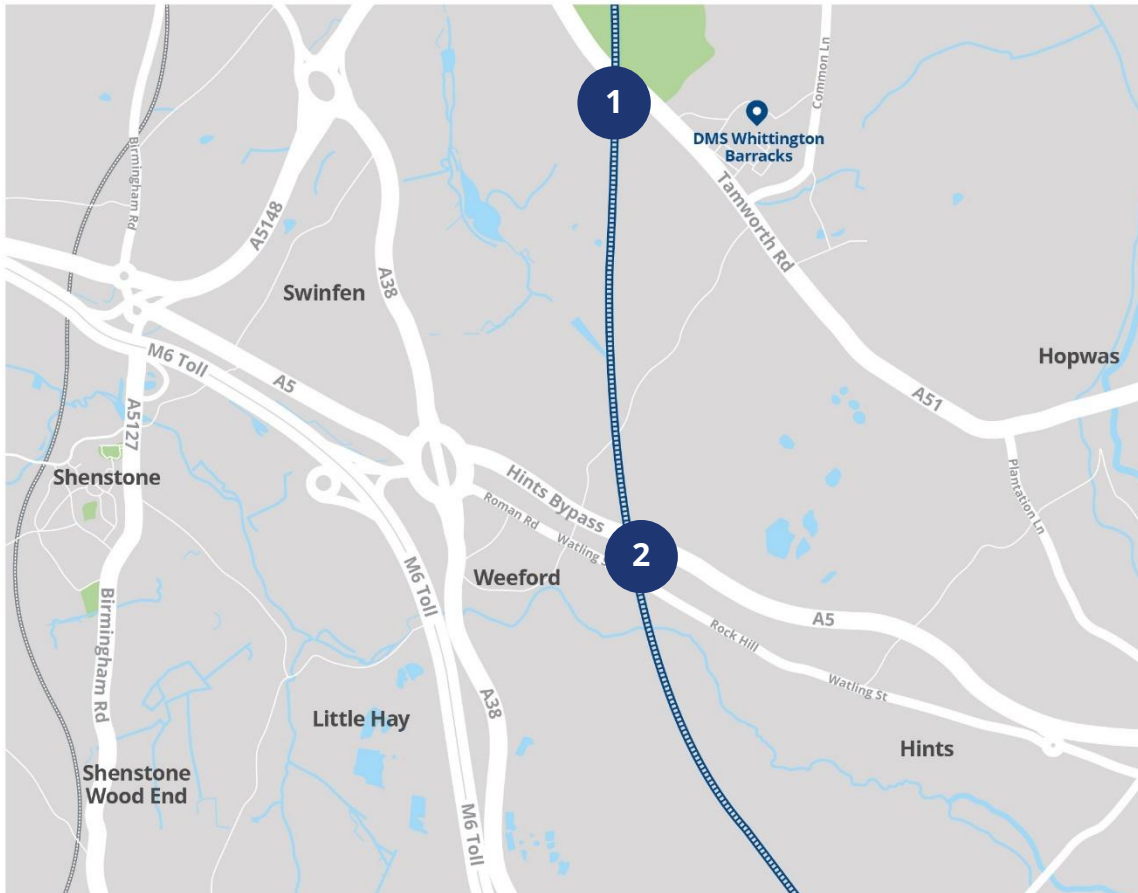 1
DMS Whittington
Barracks
Common Ln
Birmingham Rd
Tamworth Rd
A5148
A38
Swinfen
M6 Toll
A5
Hopwas
A51
A5127
Shenstone
Plantation Ln
Hints Bypass
Roman Rd
Watling
2
Weeford
M6 Toll
Birmingham Rd
A5
Rock Hill
Watling St
A38
Little Hay
Hints
Shenstone
Wood End
M6 Toll